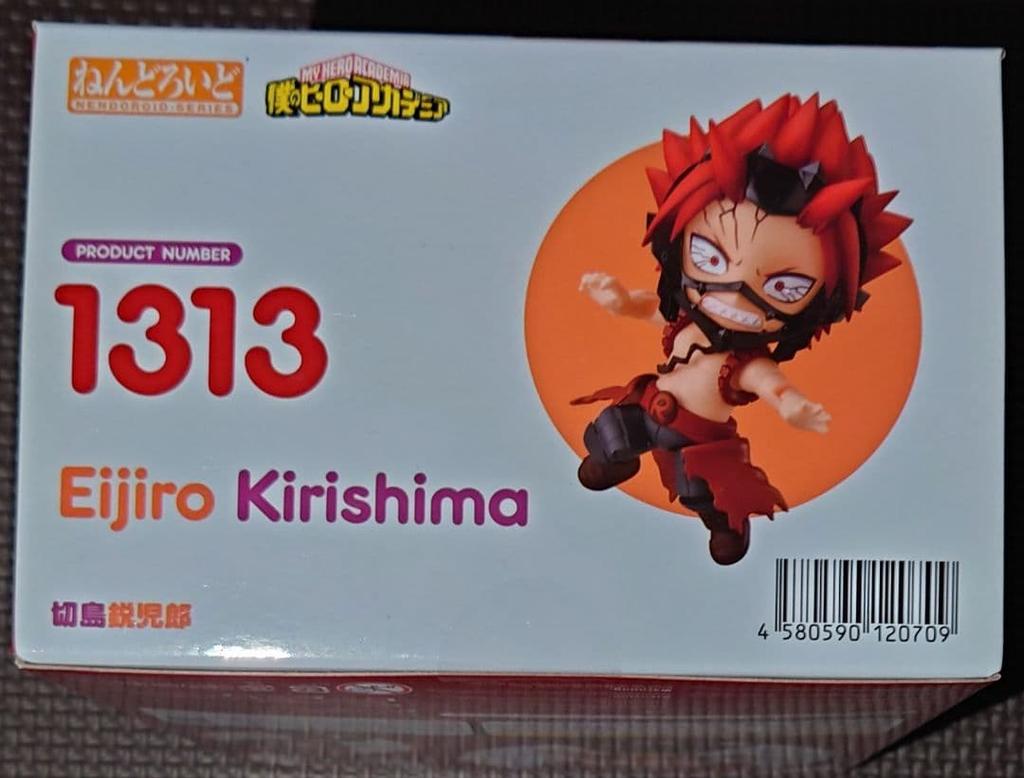 ねんどろいど
NENDOROID・SERIES
MY HERO ACADEMIA
僕のヒーローアカデミア
PRODUCT NUMBER
1313
Eijiro Kirishima
切島鋭児郎
4 580590 120709